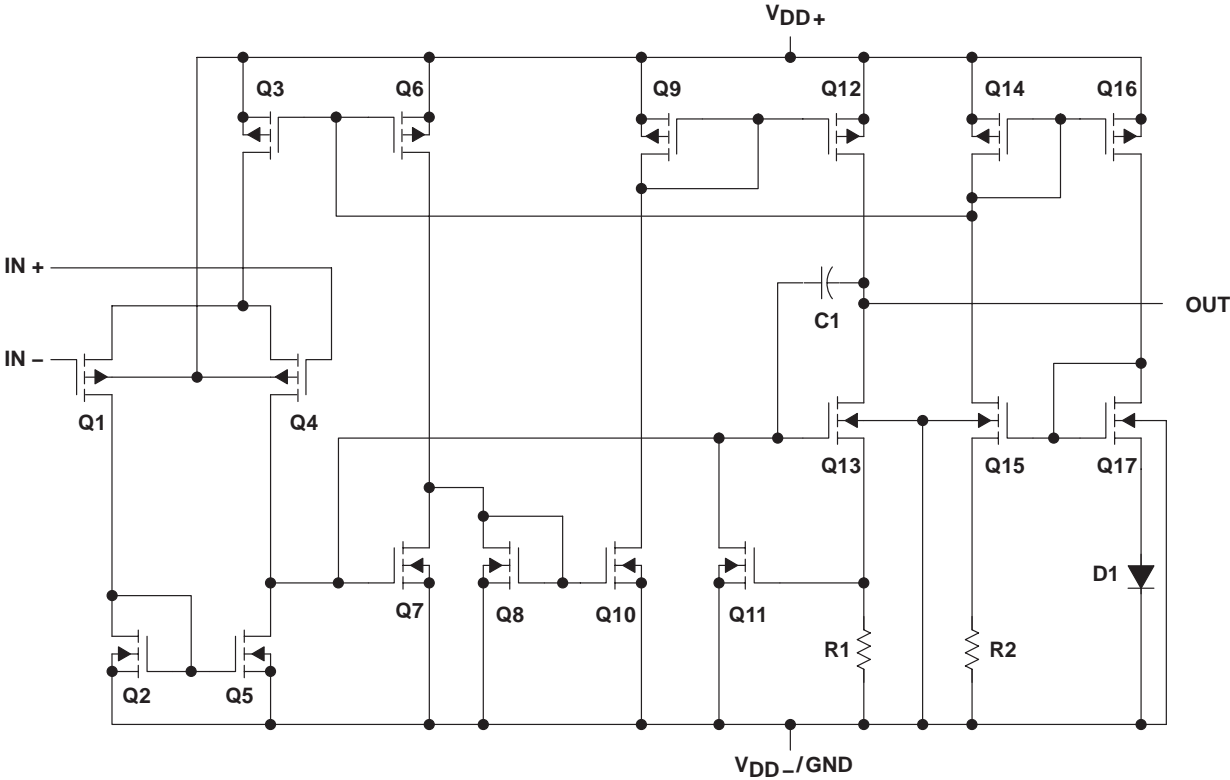 VDD+
Q3 Q6 Q9 Q12 Q14 Q16
IN +
OUT
C1
IN −
Q1 Q4
Q13 Q15 Q17
D1
Q7 Q8 Q10 Q11
R1 R2
Q2 Q5
VDD−/GND